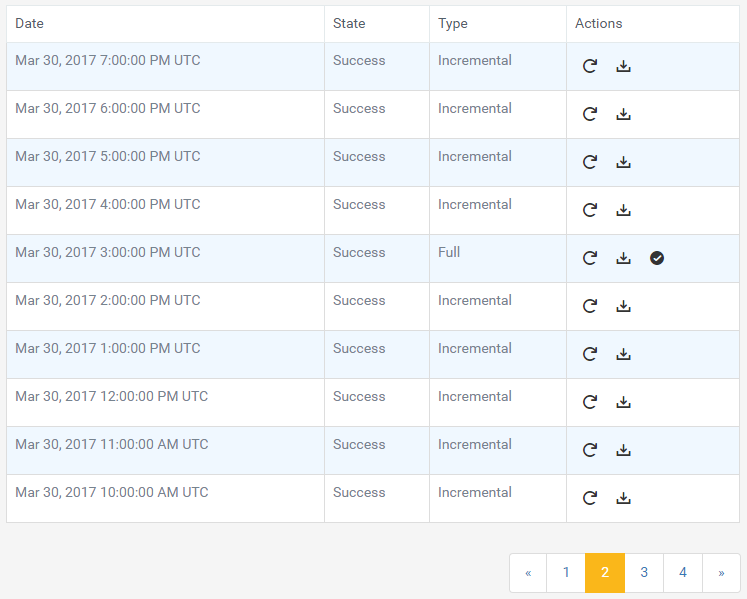 Date State Type Actions
Mar 30, 2017 7:00:00 PM UTC Success Incremental
Mar 30, 2017 6:00:00 PM UTC Success Incremental
Mar 30, 2017 5:00:00 PM UTC Success Incremental
Mar 30, 2017 4:00:00 PM UTC Success Incremental
Mar 30, 2017 3:00:00 PM UTC Success Full
Mar 30, 2017 2:00:00 PM UTC Success Incremental
Mar 30, 2017 1:00:00 PM UTC Success Incremental
Mar 30, 2017 12:00:00 PM UTC Success Incremental
Mar 30, 2017 11:00:00 AM UTC Success Incremental
Mar 30, 2017 10:00:00 AM UTC Success Incremental
« 1 2 3 4 »